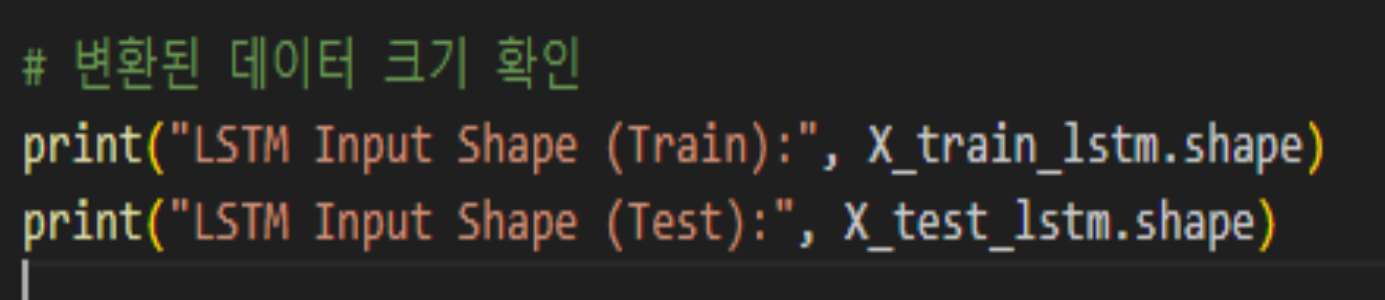 # 변환된 데이터 크기 확인
print("LSTM Input Shape (Train):", X_train_lstm.shape)
print("LSTM Input Shape (Test):", X_test_lstm.shape)